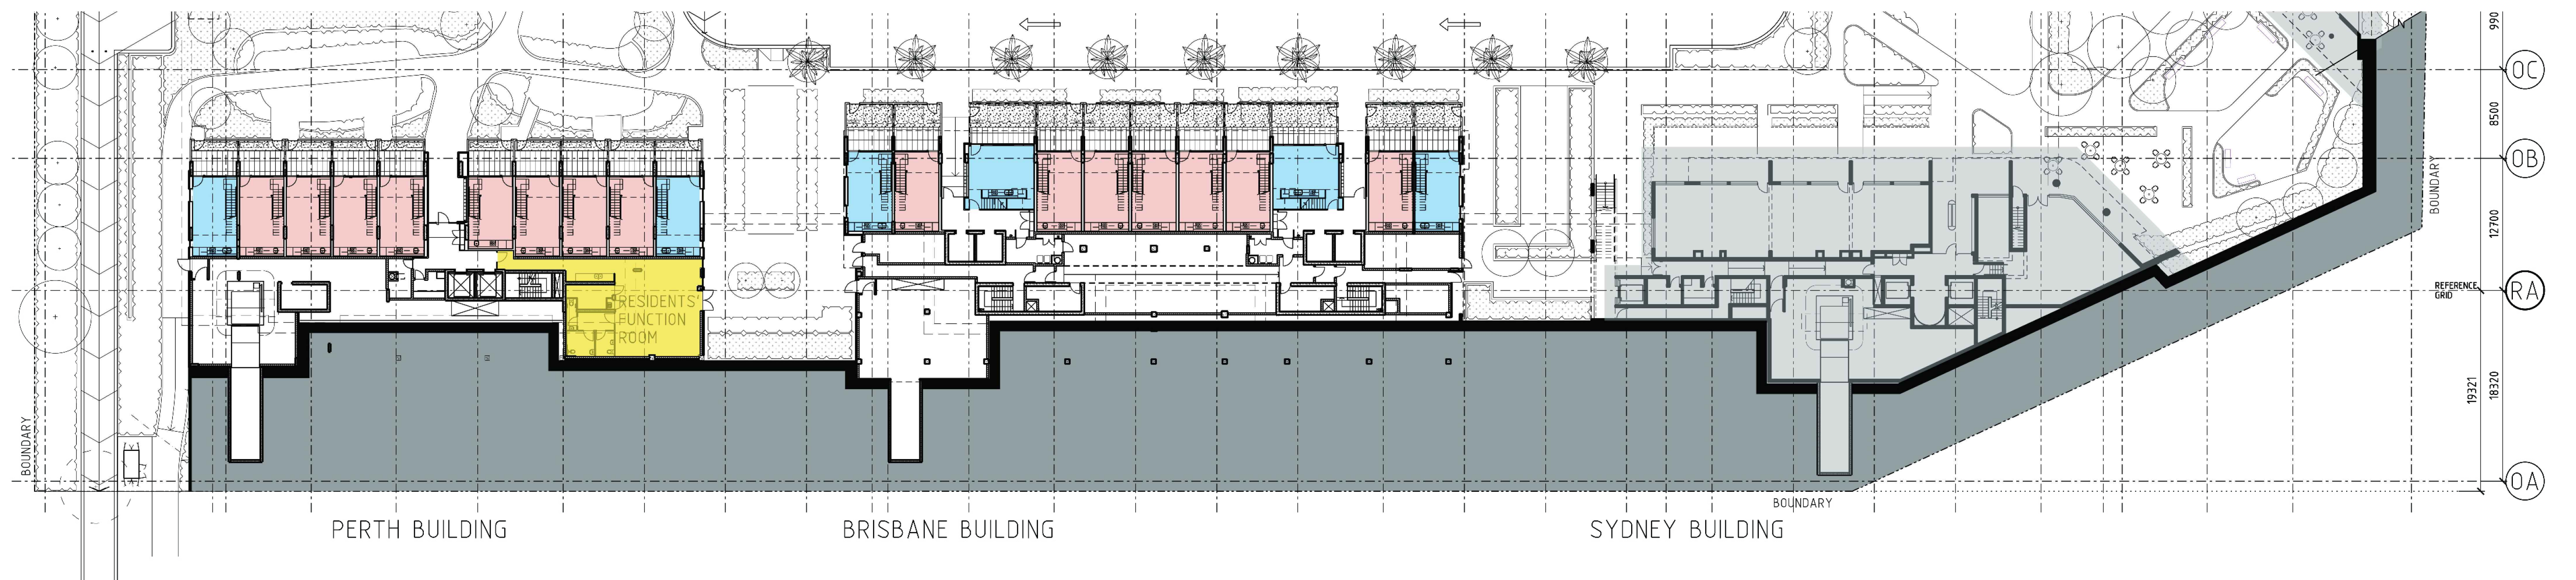 990
OC
8500
OB
BOUNDARY
12700
REFERENCE
GRID
RA
RESIDENTS'
FUNCTION
ROOM
BOUNDARY
19321
18320
OA
BOUNDARY
PERTH BUILDING
BRISBANE BUILDING
SYDNEY BUILDING